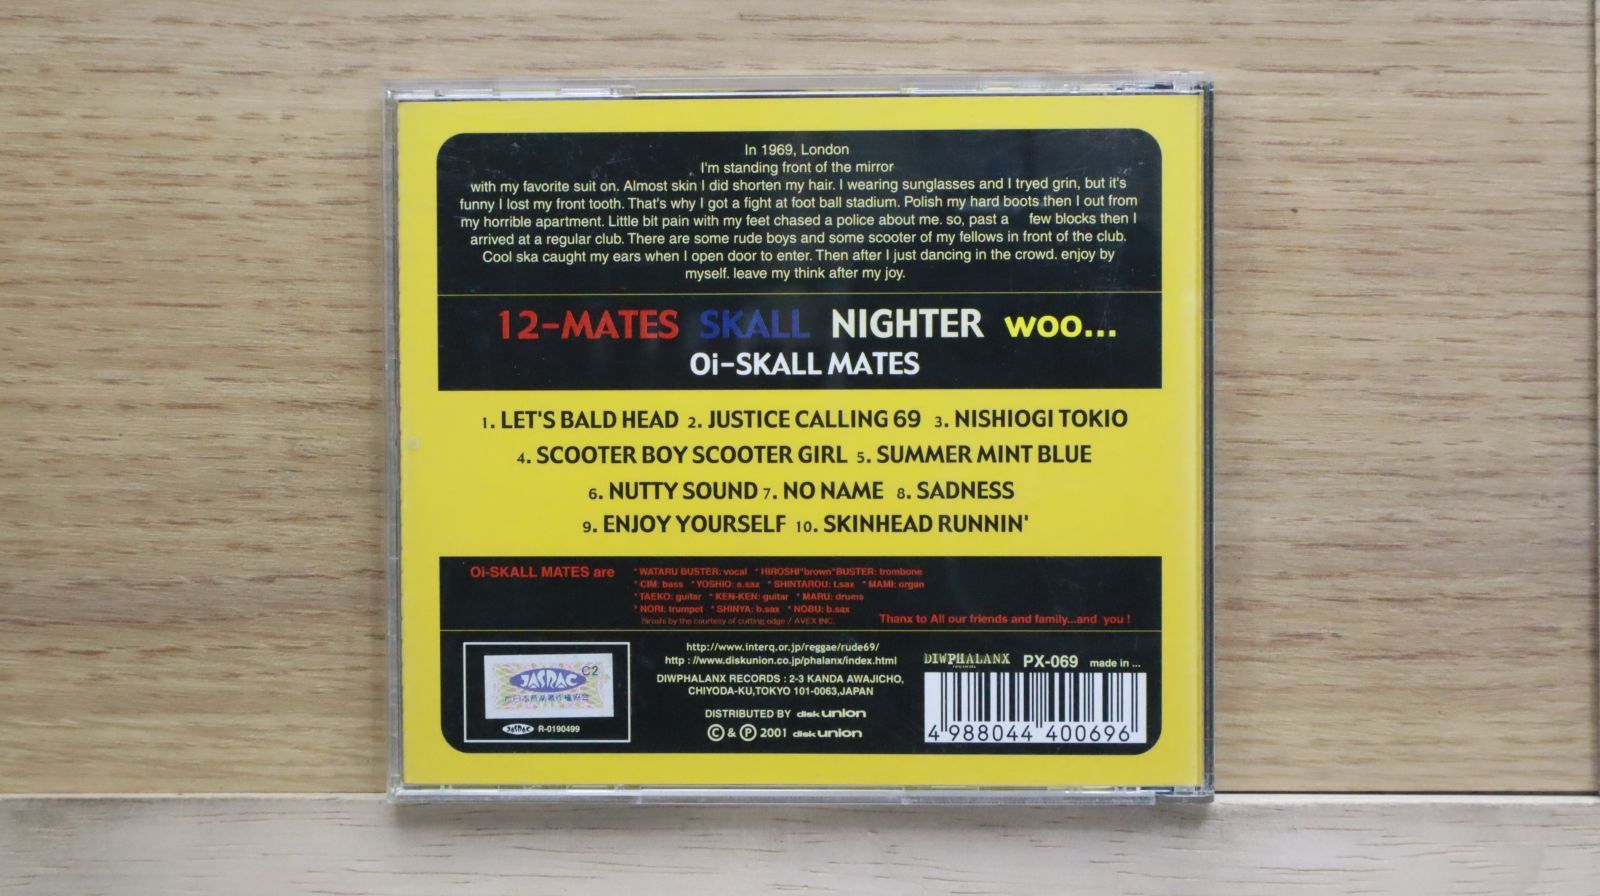 In 1969, London
I'm standing front of the mirror
with my favorite suit on. Almost skin I did shorten my hair. I wearing sunglasses and I tryed grin, but it's
funny I lost my front tooth. That's why I got a fight at foot ball stadium. Polish my hard boots then I out from
my horrible apartment. Little bit pain with my feet chased a police about me. so, past a few blocks then I
arrived at a regular club. There are some rude boys and some scooter of my fellows in front of the club.
Cool ska caught my ears when I open door to enter. Then after I just dancing in the crowd. enjoy by
myself. leave my think after my joy.
12-MATES SKALL NIGHTER woo...
Oi-SKALL MATES
1. LET'S BALD HEAD 2. JUSTICE CALLING 69 3. NISHIOGI TOKIO
4. SCOOTER BOY SCOOTER GIRL 5. SUMMER MINT BLUE
6. NUTTY SOUND 7. NO NAME 8. SADNESS
9. ENJOY YOURSELF 10. SKINHEAD RUNNIN'
Oi-SKALL MATES are
* WATARU BUSTER: vocal * HIROSHI"brown"BUSTER: trombone
* CIM: bass * YOSHIO: a.sax * SHINTAROU: t.sax * MAMI: organ
* TAEKO: guitar * KEN-KEN: guitar * MARU: drums
* NORI: trumpet * SHINYA: b.sax * NOBU: b.sax
hiroshi by the courtesy of cutting edge / AVEX INC.
Thanx to All our friends and family...and you !
C2
JASRAC
JASRAC R-0190499
http://www.interq.or.jp/reggae/rude69/
http : //www.diskunion.co.jp/phalanx/index.html
DIWPHALANX RECORDS : 2-3 KANDA AWAJICHO,
CHIYODA-KU,TOKYO 101-0063,JAPAN
DISTRIBUTED BY disk union
© & ℗ 2001 disk union
DIWPHALANX records PX-069 made in ...
4 988044 400696